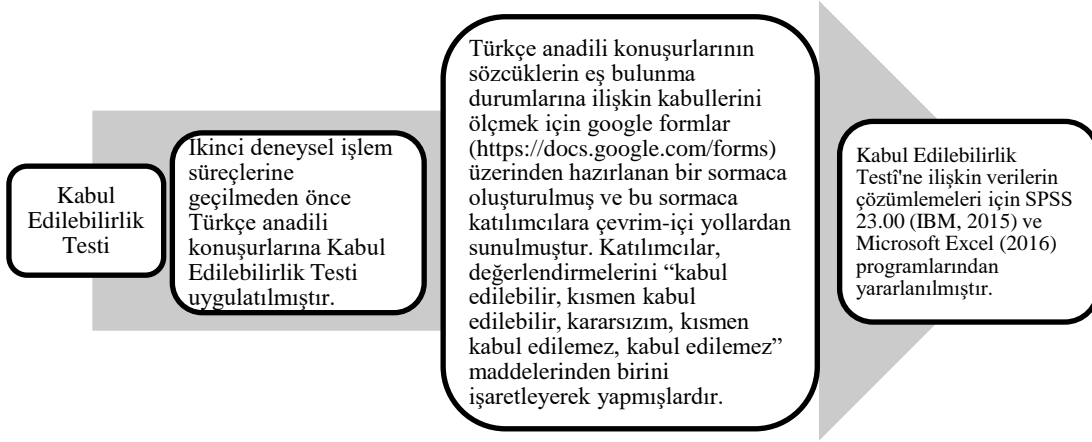 Kabul
Edilebilirlik
Testi
İkinci deneysel işlem
süreçlerine
geçilmeden önce
Türkçe anadili
konuşurlarına Kabul
Edilebilirlik Testi
uygulatılmıştır.
Türkçe anadili konuşurlarının
sözcüklerin eş bulunma
durumlarına ilişkin kabullerini
ölçmek için google formlar
(https://docs.google.com/forms)
üzerinden hazırlanan bir sormaca
oluşturulmuş ve bu sormaca
katılımcılara çevrim-içi yollardan
sunulmuştur. Katılımcılar,
değerlendirmelerini “kabul
edilebilir, kısmen kabul
edilebilir, kararsızım, kısmen
kabul edilemez, kabul edilemez”
maddelerinden birini
işaretleyerek yapmışlardır.
Kabul Edilebilirlik
Testî'ne ilişkin verilerin
çözümlemeleri için SPSS
23.00 (IBM, 2015) ve
Microsoft Excel (2016)
programlarından
yararlanılmıştır.